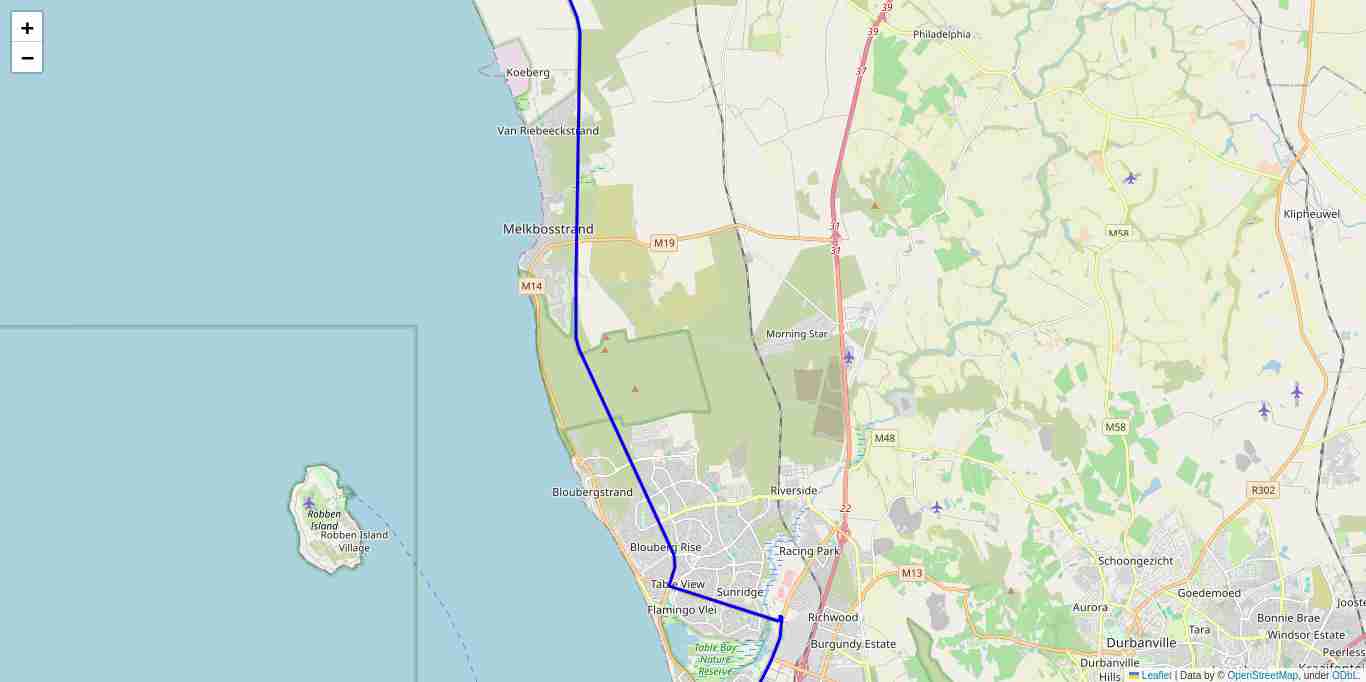 +
−
39
39
Philadelphia
37
Koeberg
Van Riebeeckstrand
Klipheuwel
Melkbosstrand
31
M58
M19
31
M14
Morning Star
M58
M48
Bloubergstrand
Riverside
R302
Robben
Island
22
Robben Island
Village
Blouberg Rise
Racing Park
Schoongezicht
M13
Table View
Sunridge
Goedemoed
Flamingo Vlei
Richwood
Aurora
Bonnie Brae
Tara
Windsor Estate
Table Bay
Nature
Reserve
Burgundy Estate
Durbanville
Peerless
Durbanville
Hills
Leaflet | Data by © OpenStreetMap, under ODbL.